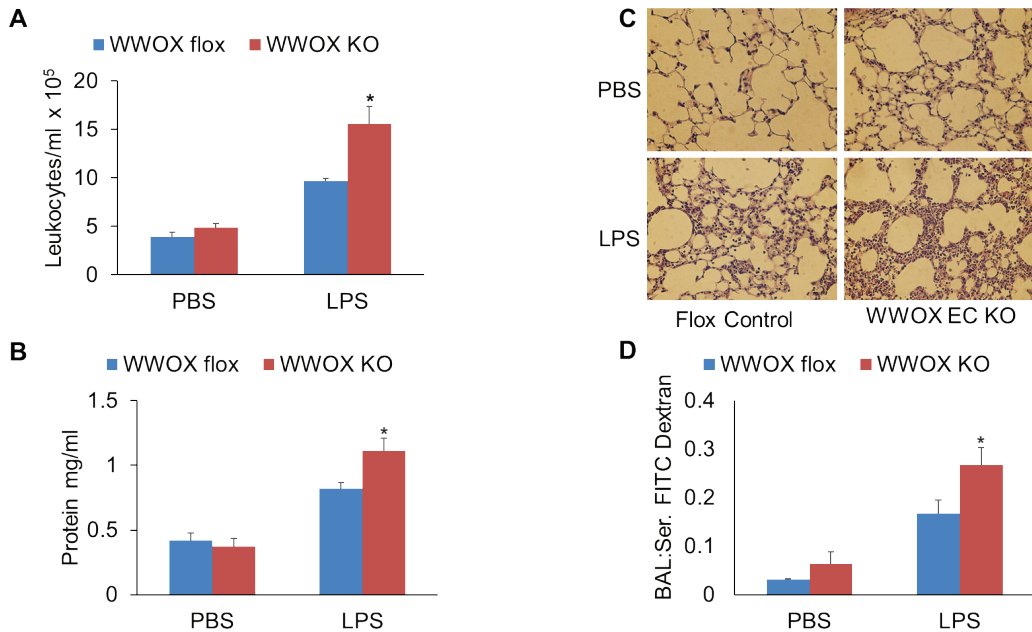 A
WWOX flox WWOX KO
Leukocytes/ml x 10⁵
20
15
10
5
0
*
PBS LPS
B
WWOX flox WWOX KO
Protein mg/ml
1.5
1
0.5
0
*
PBS LPS
C
PBS
LPS
Flox Control WWOX EC KO
D
WWOX flox WWOX KO
BAL:Ser. FITC Dextran
0.4
0.3
0.2
0.1
0
*
PBS LPS